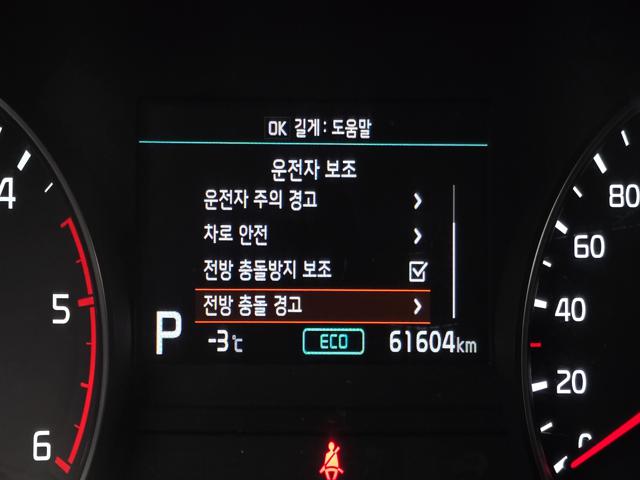 OK 길게 : 도움말
운전자 보조
운전자 주의 경고
차로 안전
전방 충돌방지 보조
전방 충돌 경고
P -3℃ ECO 61604km
4
5
6
80
60
40
20
0